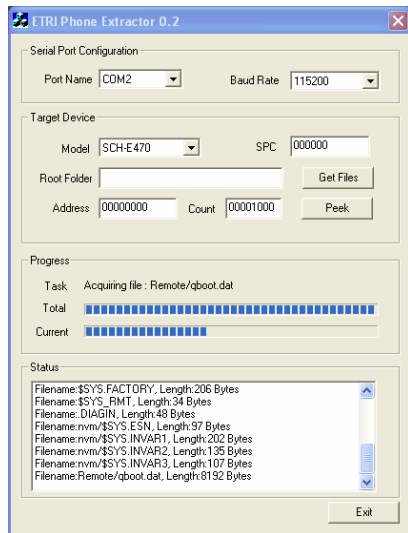 ETRI Phone Extractor 0.2
Serial Port Configuration
Port Name COM2 Baud Rate 115200
Target Device
Model SCH-E470 SPC 000000
Root Folder Get Files
Address 00000000 Count 00001000 Peek
Progress
Task Acquiring file : Remote/qboot.dat
Total
Current
Status
Filename:$SYS.FACTORY, Length:206 Bytes
Filename:$SYS_RMT, Length:34 Bytes
Filename:.DIAGIN, Length:48 Bytes
Filename:nvm/$SYS.ESN, Length:97 Bytes
Filename:nvm/$SYS.INVAR1, Length:202 Bytes
Filename:nvm/$SYS.INVAR2, Length:135 Bytes
Filename:nvm/$SYS.INVAR3, Length:107 Bytes
Filename:Remote/qboot.dat, Length:8192 Bytes
Exit